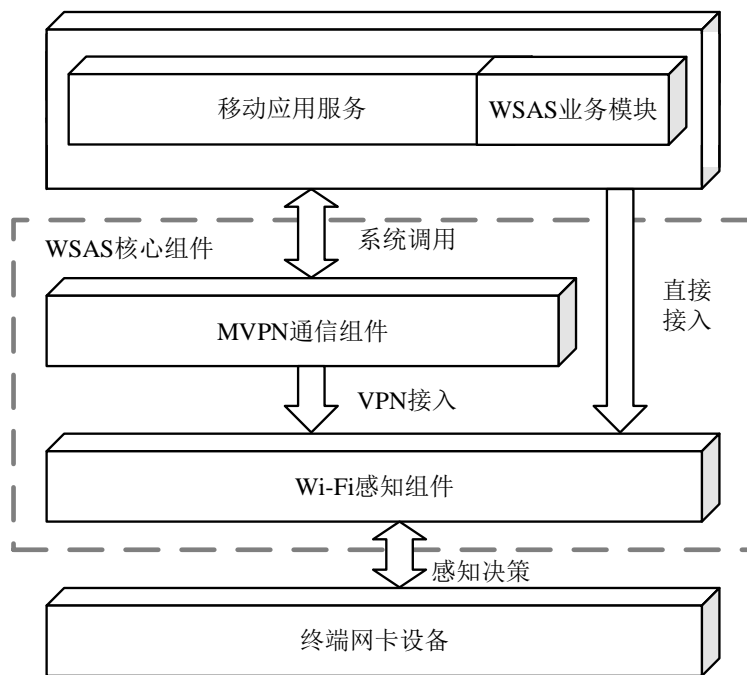 移动应用服务
WSAS业务模块
系统调用
WSAS核心组件
直接
接入
MVPN通信组件
VPN接入
Wi-Fi感知组件
感知决策
终端网卡设备